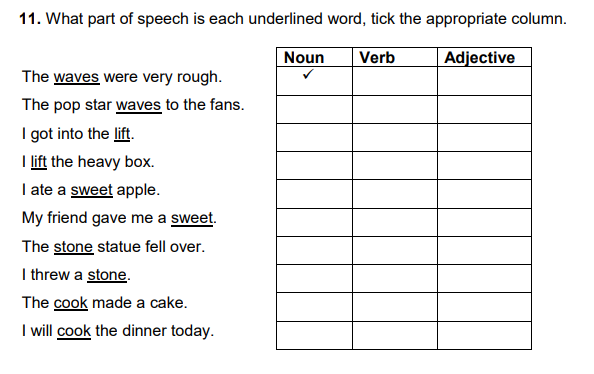 11. What part of speech is each underlined word, tick the appropriate column.
Noun Verb Adjective
The waves were very rough. ✓
The pop star waves to the fans.
I got into the lift.
I lift the heavy box.
I ate a sweet apple.
My friend gave me a sweet.
The stone statue fell over.
I threw a stone.
The cook made a cake.
I will cook the dinner today.